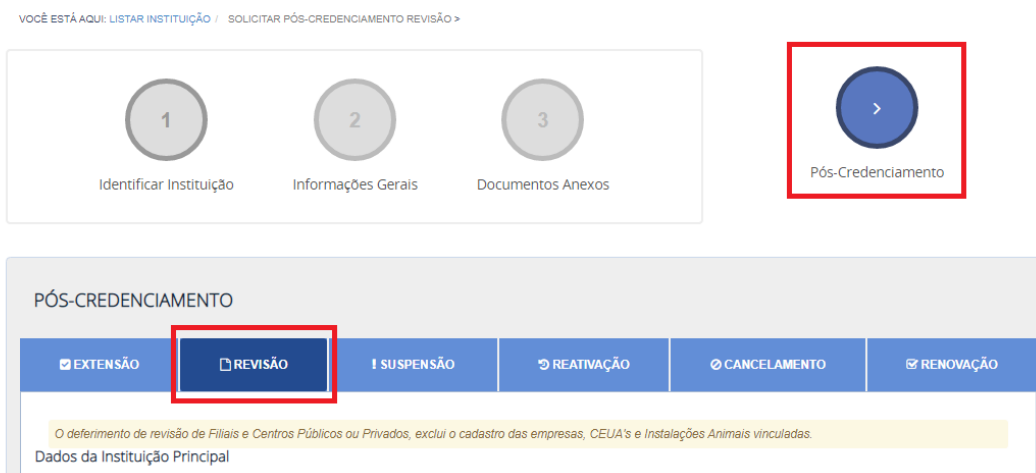 VOCÊ ESTÁ AQUI: LISTAR INSTITUIÇÃO / SOLICITAR PÓS-CREDENCIAMENTO REVISÃO >
1
2
3
Identificar Instituição
Informações Gerais
Documentos Anexos
Pós-Credenciamento
PÓS-CREDENCIAMENTO
EXTENSÃO
REVISÃO
SUSPENSÃO
REATIVAÇÃO
CANCELAMENTO
RENOVAÇÃO
O deferimento de revisão de Filiais e Centros Públicos ou Privados, exclui o cadastro das empresas, CEUA's e Instalações Animais vinculadas.
Dados da Instituição Principal